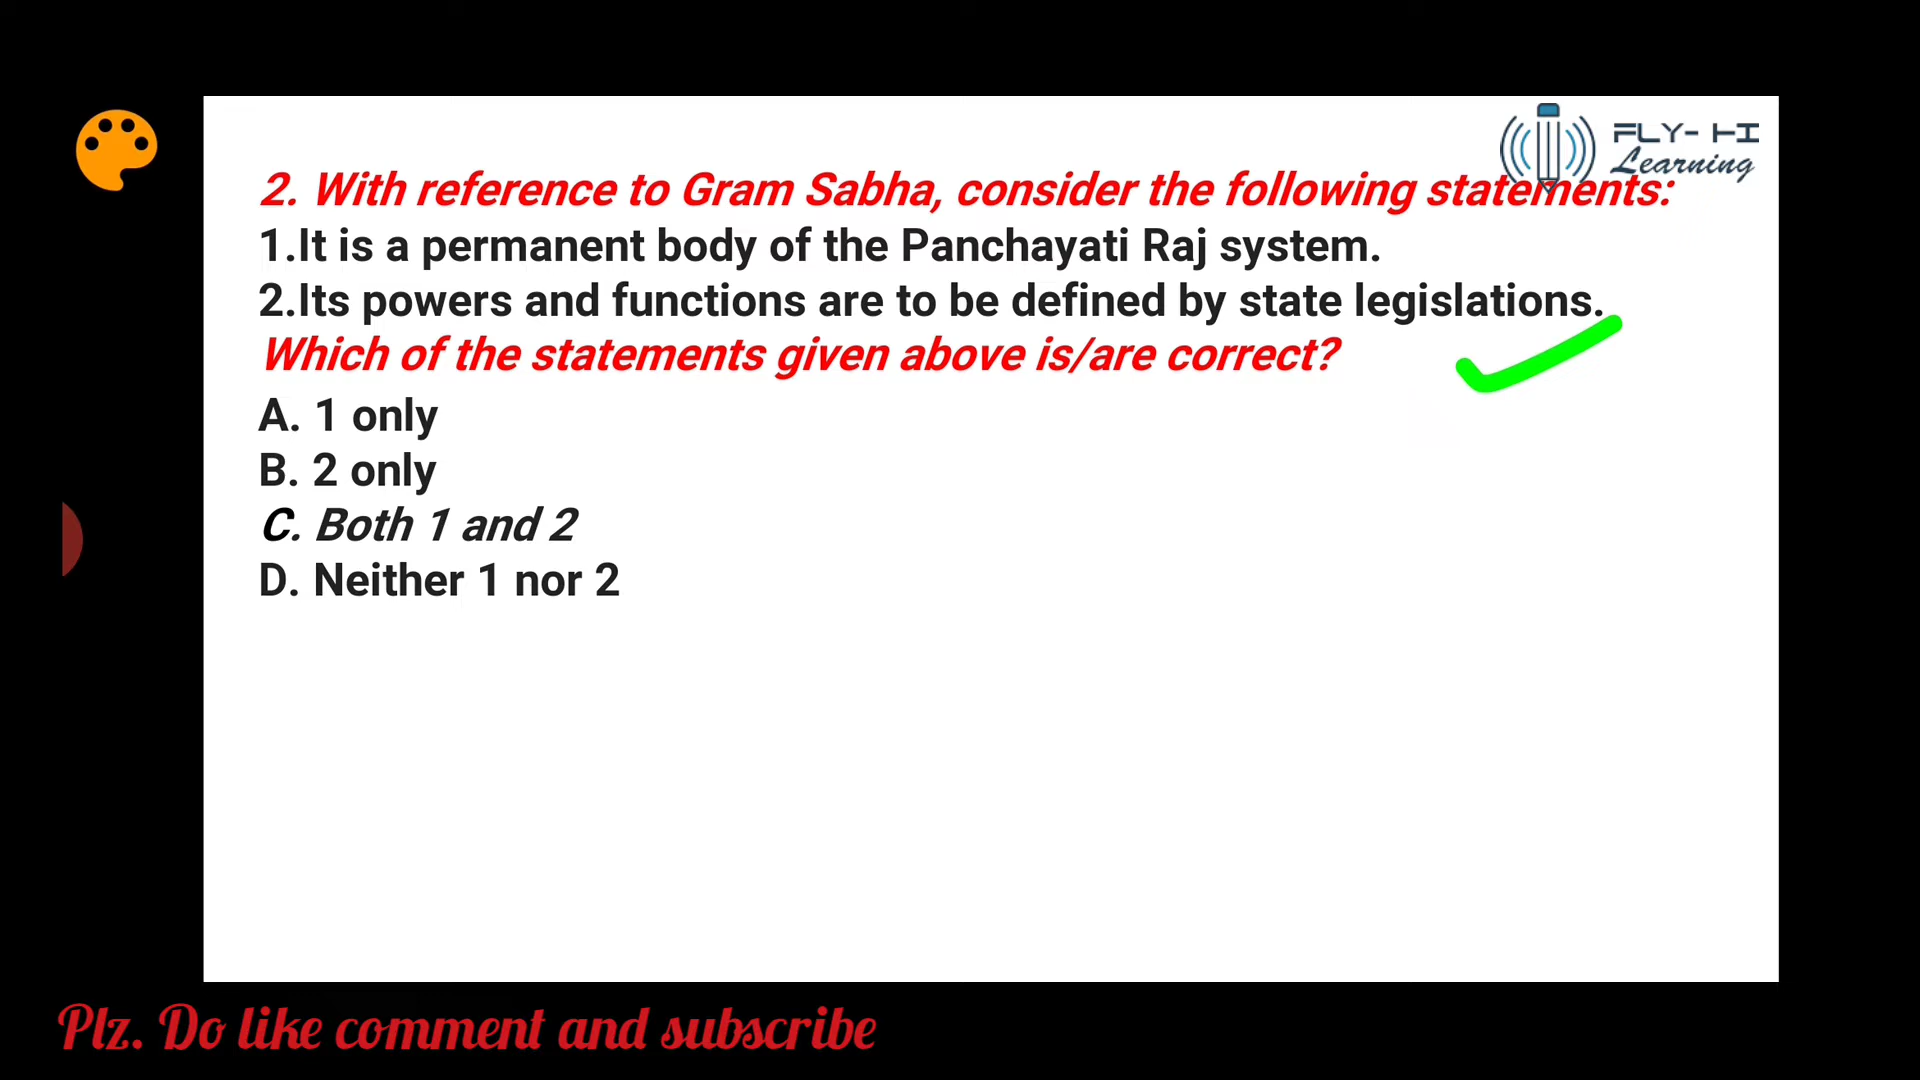 FLY- HI
Learning
2. With reference to Gram Sabha, consider the following statements:
1.It is a permanent body of the Panchayati Raj system.
2.Its powers and functions are to be defined by state legislations.
Which of the statements given above is/are correct?
A. 1 only
B. 2 only
C. Both 1 and 2
D. Neither 1 nor 2
Plz. Do like comment and subscribe